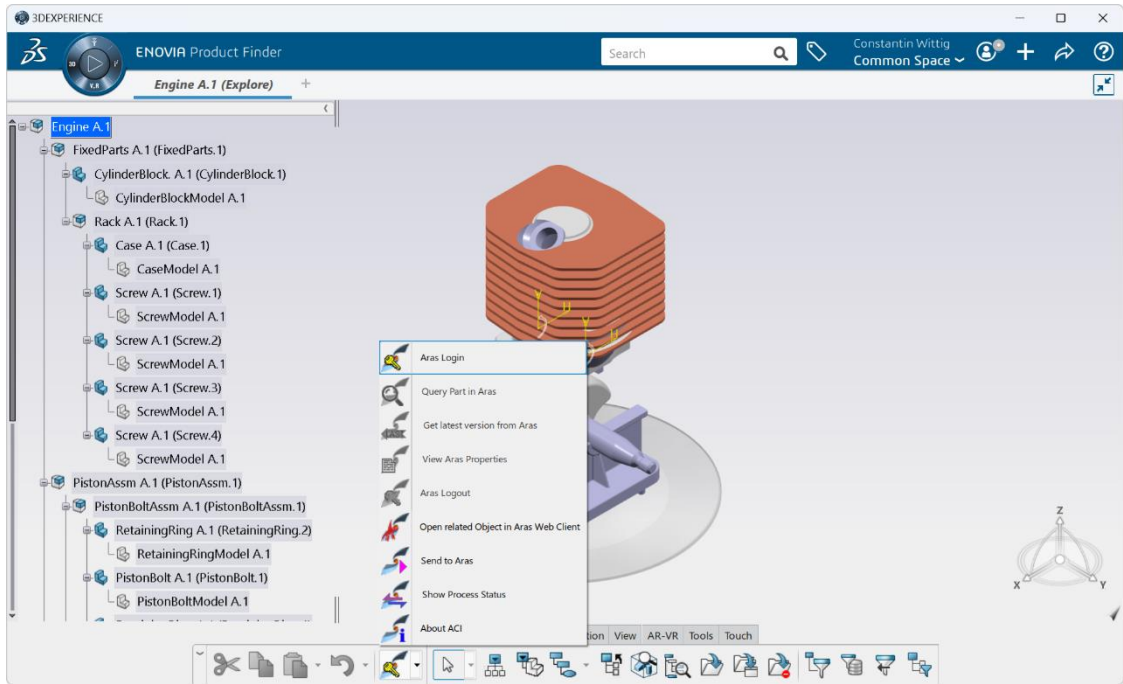 3DEXPERIENCE
ENOVIA Product Finder
Search
Constantin Wittig
Common Space
Engine A.1 (Explore)
Engine A.1
FixedParts A.1 (FixedParts.1)
CylinderBlock. A.1 (CylinderBlock.1)
CylinderBlockModel A.1
Rack A.1 (Rack.1)
Case A.1 (Case.1)
CaseModel A.1
Screw A.1 (Screw.1)
ScrewModel A.1
Screw A.1 (Screw.2)
ScrewModel A.1
Screw A.1 (Screw.3)
ScrewModel A.1
Screw A.1 (Screw.4)
ScrewModel A.1
PistonAssm A.1 (PistonAssm.1)
PistonBoltAssm A.1 (PistonBoltAssm.1)
RetainingRing A.1 (RetainingRing.2)
RetainingRingModel A.1
PistonBolt A.1 (PistonBolt.1)
PistonBoltModel A.1
Aras Login
Query Part in Aras
Get latest version from Aras
View Aras Properties
Aras Logout
Open related Object in Aras Web Client
Send to Aras
Show Process Status
About ACI
View AR-VR Tools Touch
Z
X
Y